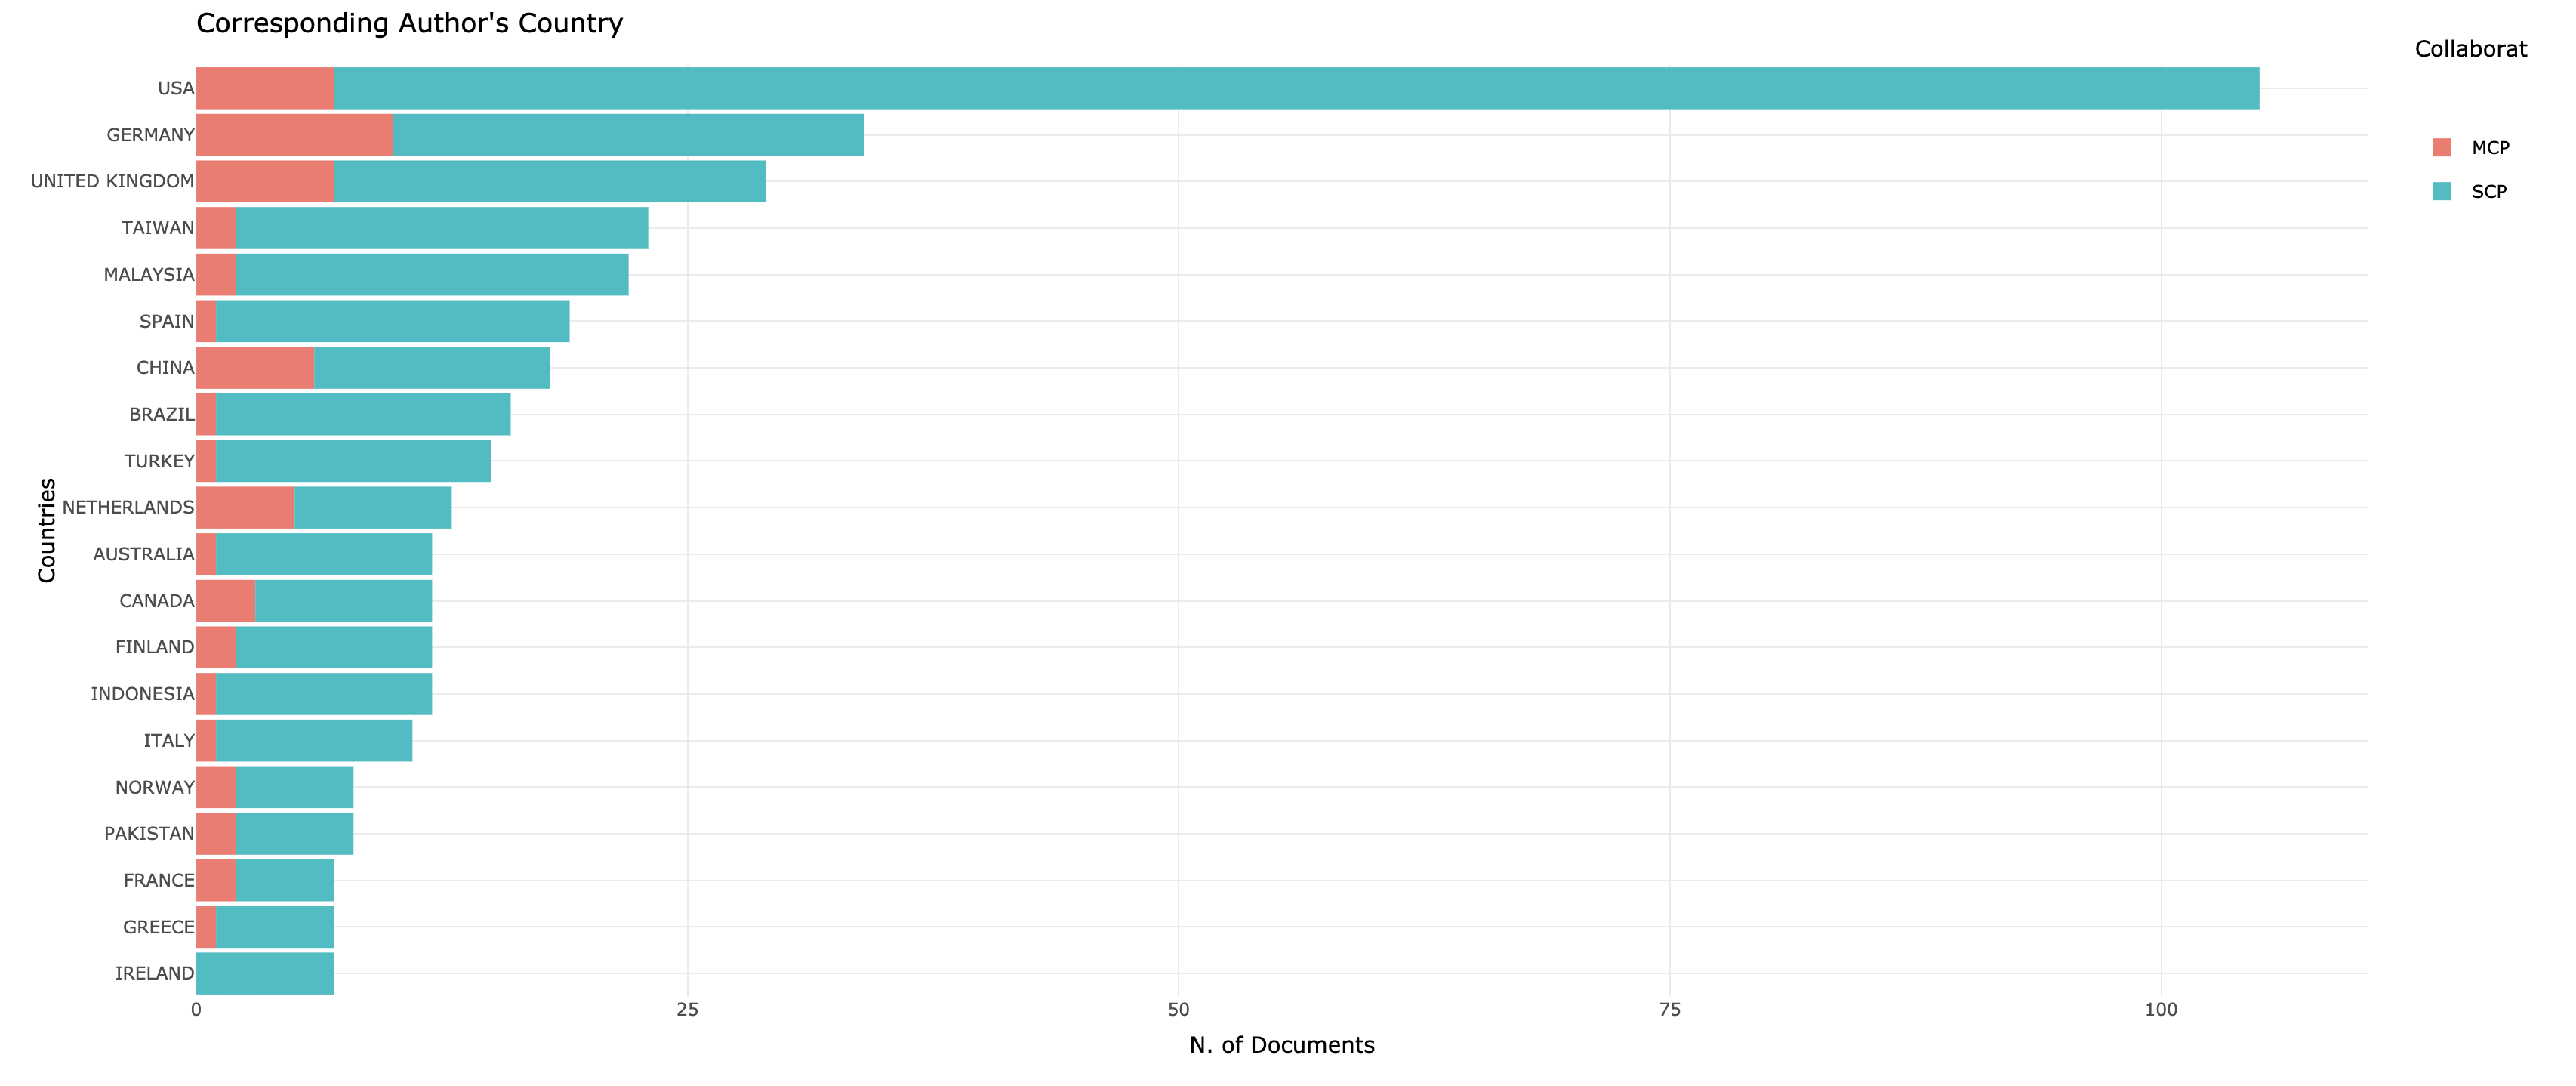 Corresponding Author's Country
Collaborat
MCP
SCP
Countries
USA
GERMANY
UNITED KINGDOM
TAIWAN
MALAYSIA
SPAIN
CHINA
BRAZIL
TURKEY
NETHERLANDS
AUSTRALIA
CANADA
FINLAND
INDONESIA
ITALY
NORWAY
PAKISTAN
FRANCE
GREECE
IRELAND
0 25 50 75 100
N. of Documents